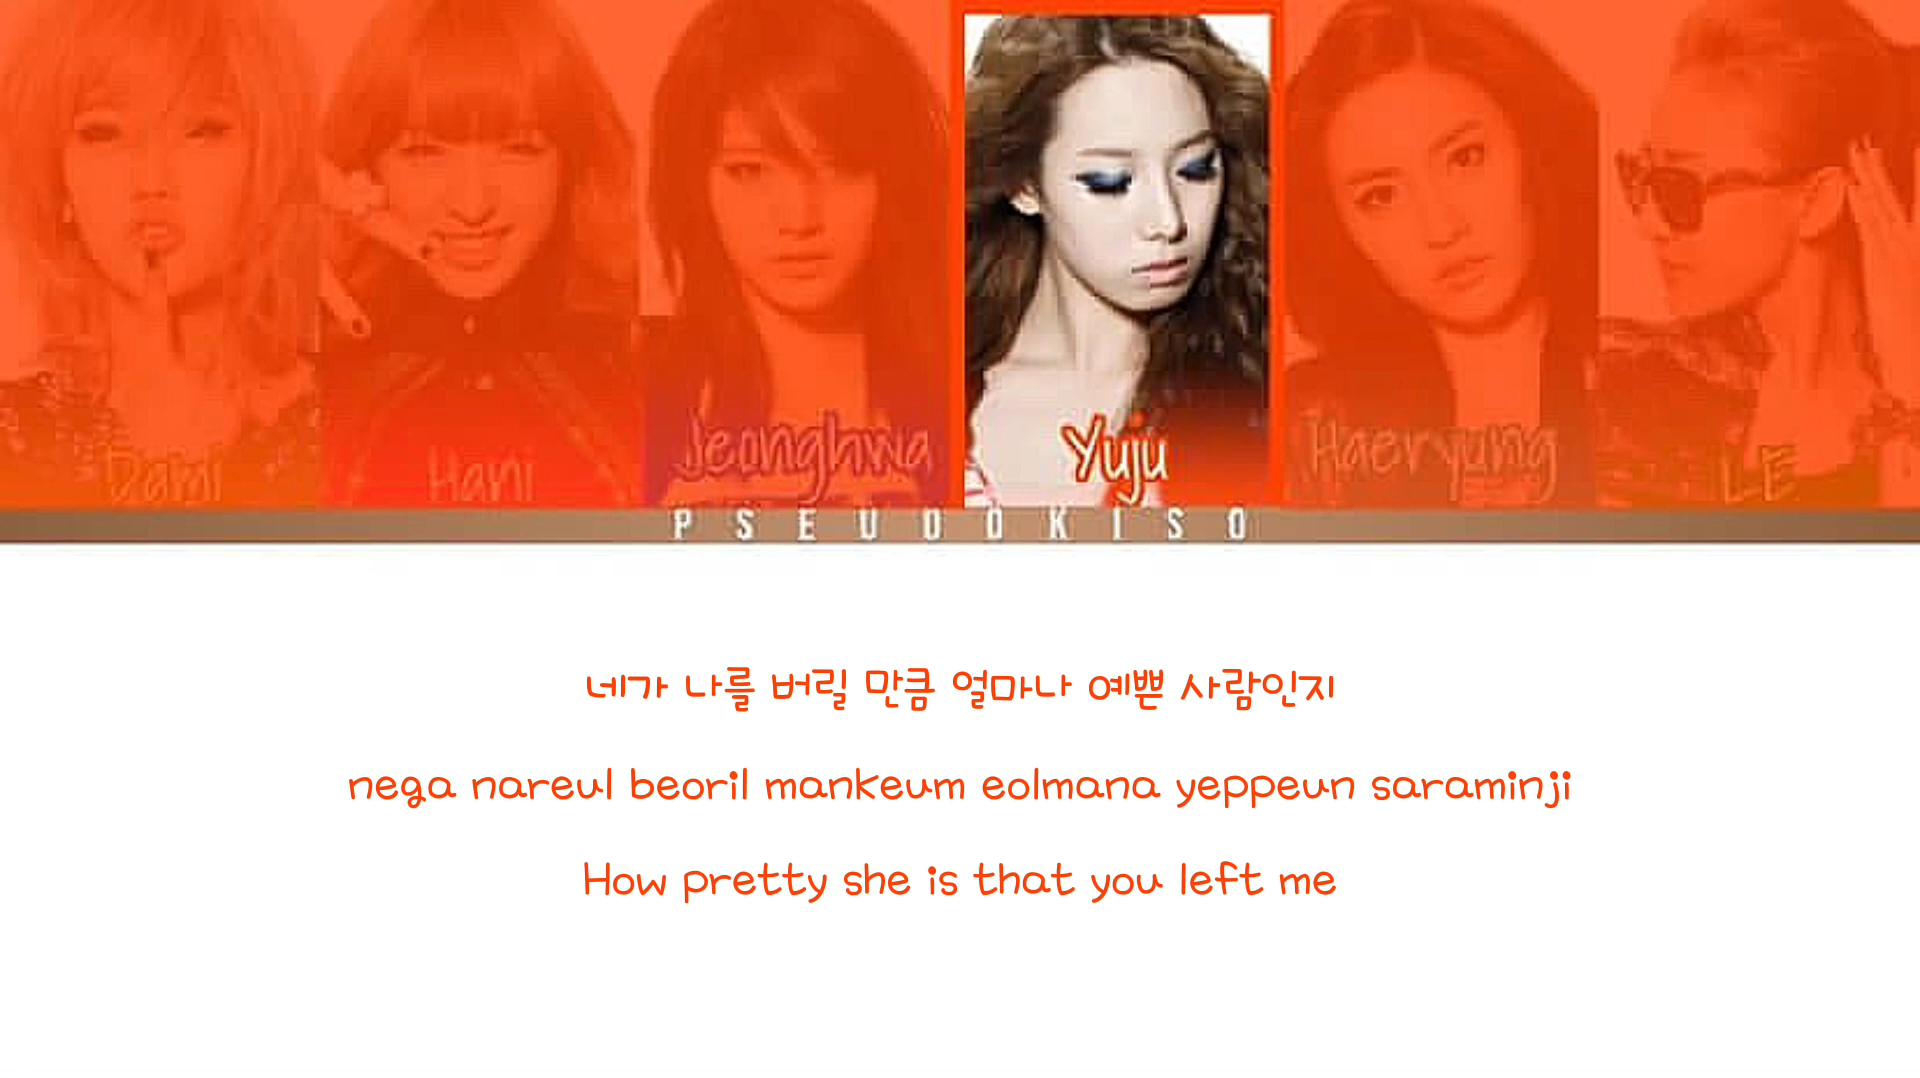 Dami
Hani
Jeonghwa
Yuju
Haeryung
LE
PSEUDOKISO
네가 나를 버릴 만큼 얼마나 예쁜 사람인지
nega nareul beoril mankeum eolmana yeppeun saraminji
How pretty she is that you left me